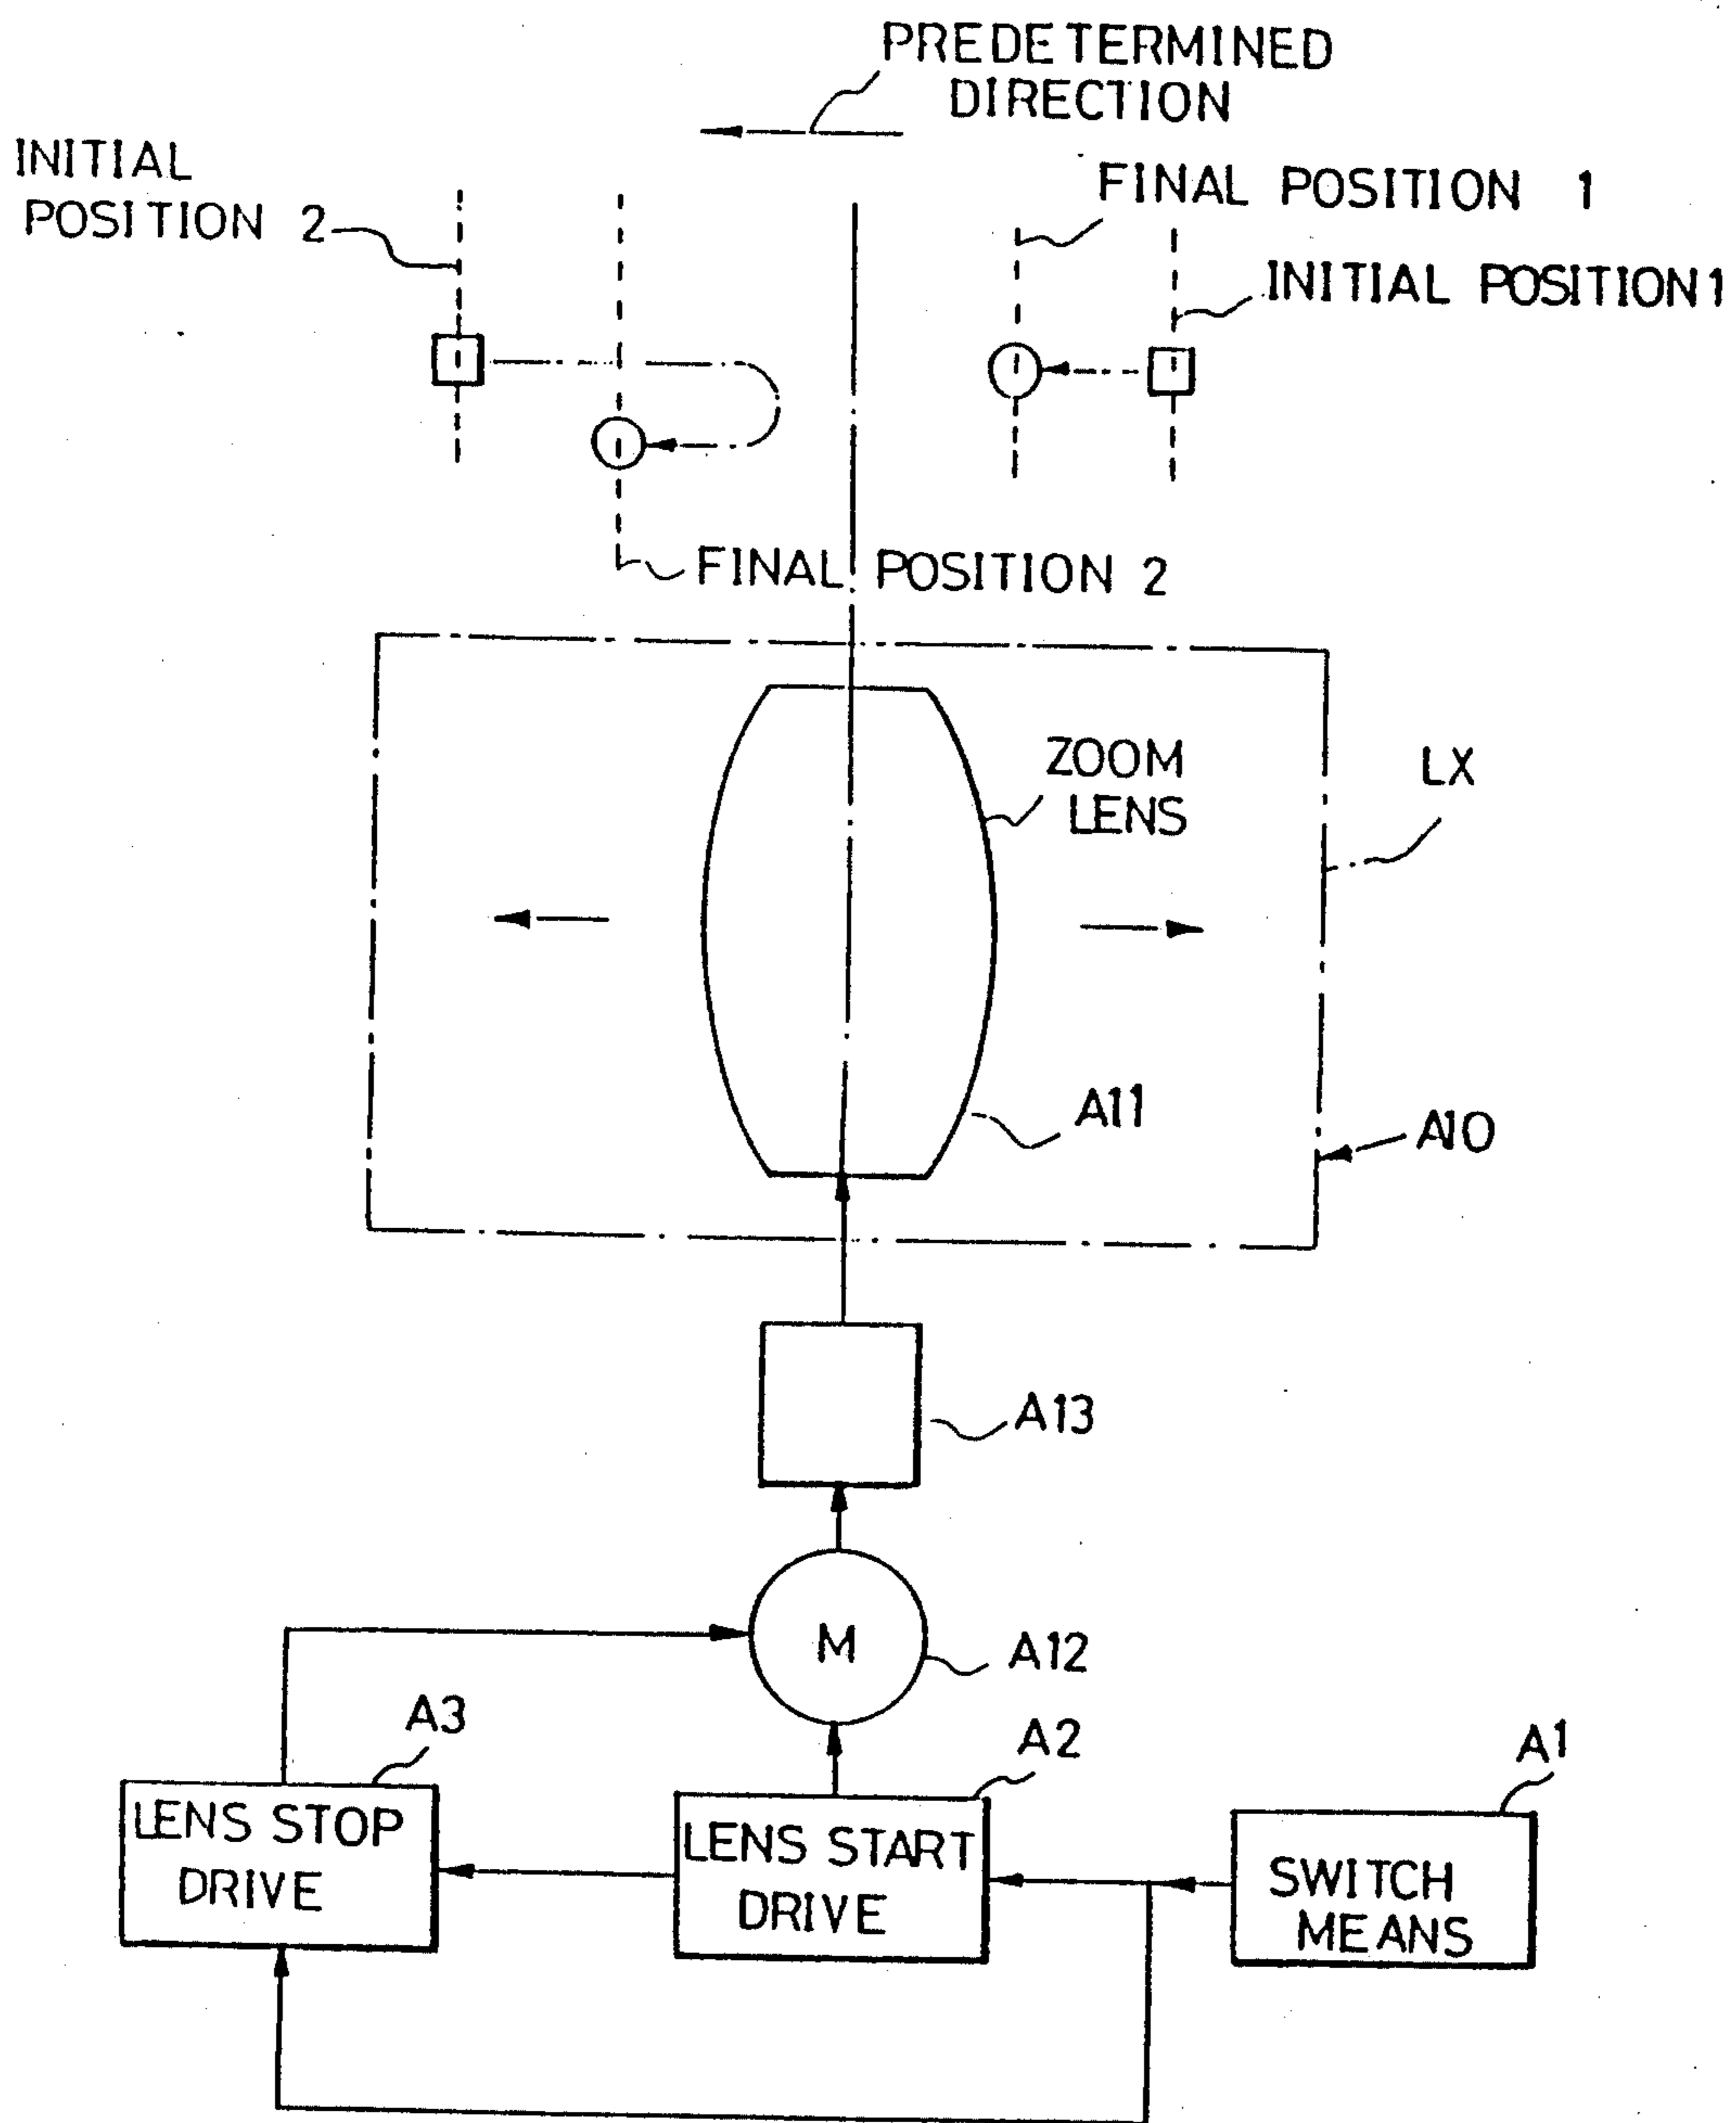 PREDETERMINED
DIRECTION
INITIAL
POSITION 2
FINAL POSITION 1
INITIAL POSITION 1
FINAL POSITION 2
ZOOM
LENS
LX
A11
A10
A13
M
A12
A3
A2
A1
LENS STOP
DRIVE
LENS START
DRIVE
SWITCH
MEANS